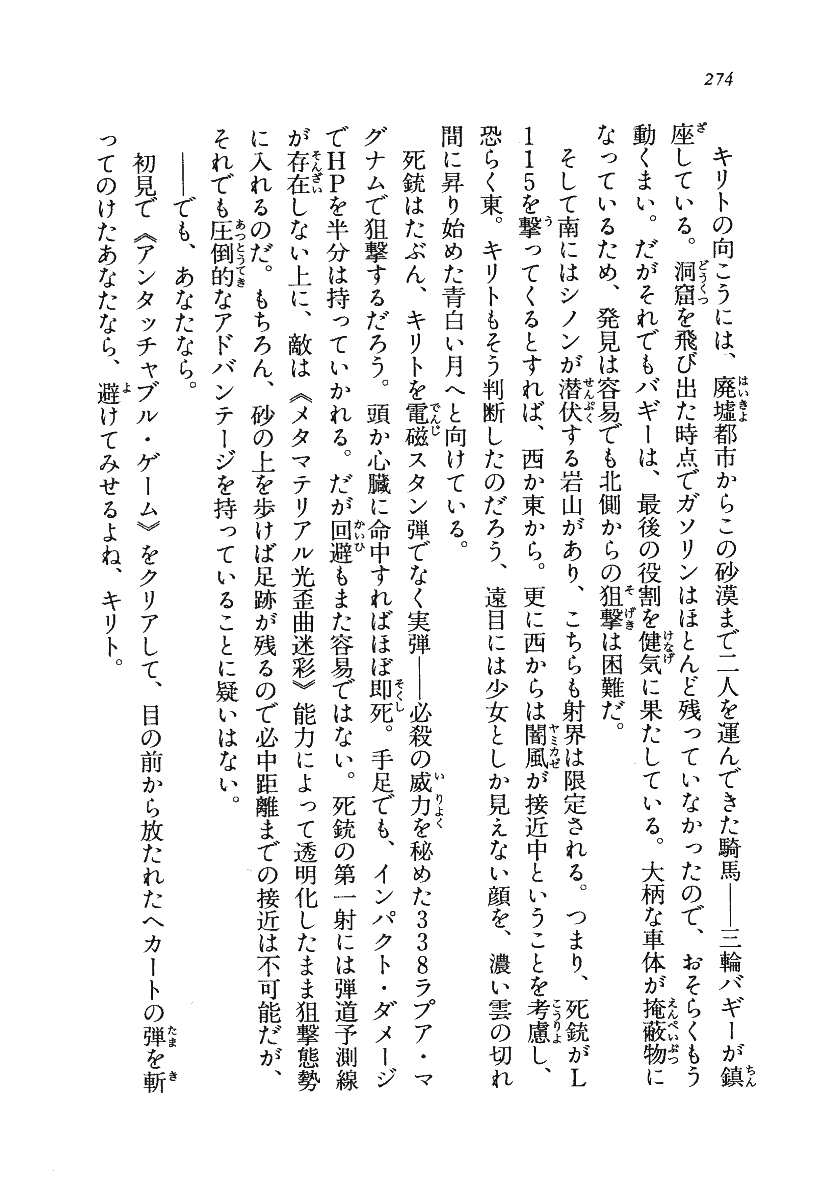 274
キリトの向こうには、廃墟都市からこの砂漠まで二人を運んできた騎馬――三輪バギーが鎮
座している。洞窟を飛び出た時点でガソリンはほとんど残っていなかったので、おそらくもう
動くまい。だがそれでもバギーは、最後の役割を健気に果たしている。大柄な車体が掩蔽物に
なっているため、発見は容易でも北側からの狙撃は困難だ。
そして南にはシノンが潜伏する岩山があり、こちらも射界は限定される。つまり、死銃がL
115を撃ってくるとすれば、西か東から。更に西からは闇風が接近中ということを考慮し、
恐らく東。キリトもそう判断したのだろう、遠目には少女としか見えない顔を、濃い雲の切れ
間に昇り始めた青白い月へと向けている。
死銃はたぶん、キリトを電磁スタン弾でなく実弾――必殺の威力を秘めた338ラプア・マ
グナムで狙撃するだろう。頭か心臓に命中すればほぼ即死。手足でも、インパクト・ダメージ
でHPを半分は持っていかれる。だが回避もまた容易ではない。死銃の第一射には弾道予測線
が存在しない上に、敵は《メタマテリアル光歪曲迷彩》能力によって透明化したまま狙撃態勢
に入れるのだ。もちろん、砂の上を歩けば足跡が残るので必中距離までの接近は不可能だが、
それでも圧倒的なアドバンテージを持っていることに疑いはない。
――でも、あなたなら。
初見で《アンタッチャブル・ゲーム》をクリアして、目の前から放たれたヘカートの弾を斬
ってのけたあなたなら、避けてみせるよね、キリト。